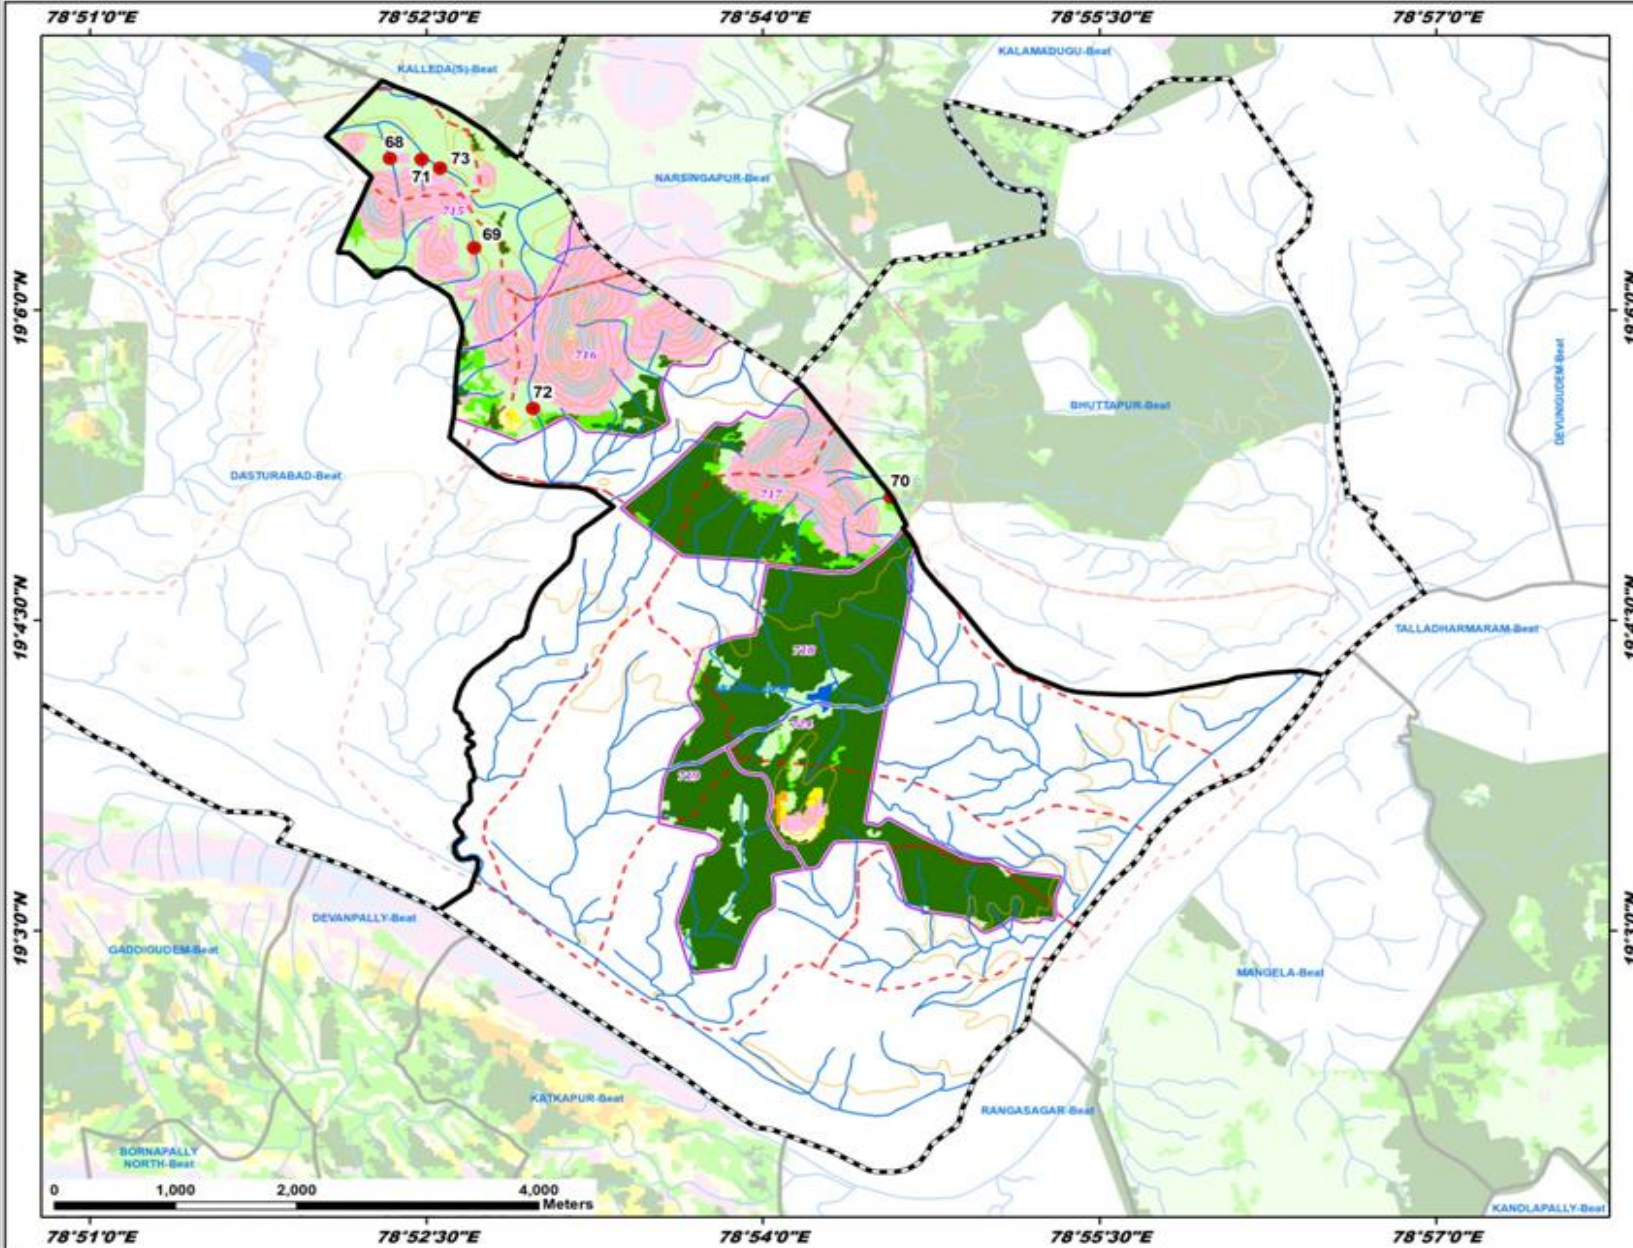 78°51'0"E
78°52'30"E
78°54'0"E
78°55'30"E
78°57'0"E
KALLEDA(S)-Beat
KALAMADUGU-Beat
68
73
71
NARSINGAPUR-Beat
715
69
19°6'0"N
19°6'0"N
716
DEVUNIGUDEM-Beat
72
BHUTTAPUR-Beat
DASTURABAD-Beat
70
717
19°4'30"N
19°4'30"N
TALLADHARMARAM-Beat
718
DEVANPALLY-Beat
19°3'0"N
19°3'0"N
GADDIGUDEM-Beat
MANGELA-Beat
KATKAPUR-Beat
RANGASAGAR-Beat
BORNAPALLY
NORTH-Beat
0
1,000
2,000
4,000
Meters
KANDLAPALLY-Beat
78°51'0"E
78°52'30"E
78°54'0"E
78°55'30"E
78°57'0"E